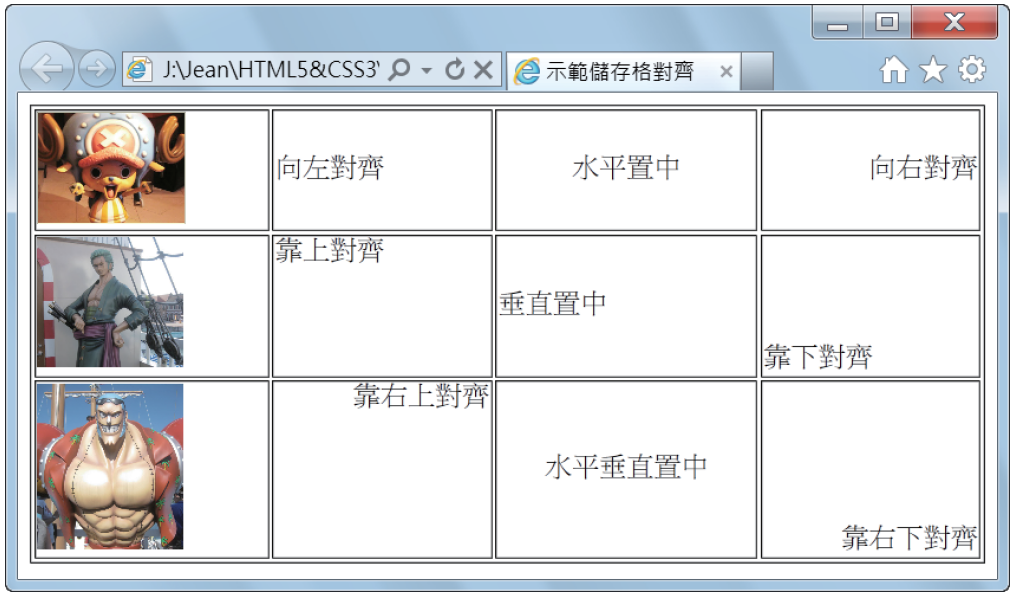 J:\Jean\HTML5&CSS3\
示範儲存格對齊
向左對齊
水平置中
向右對齊
靠上對齊
垂直置中
靠下對齊
靠右上對齊
水平垂直置中
靠右下對齊